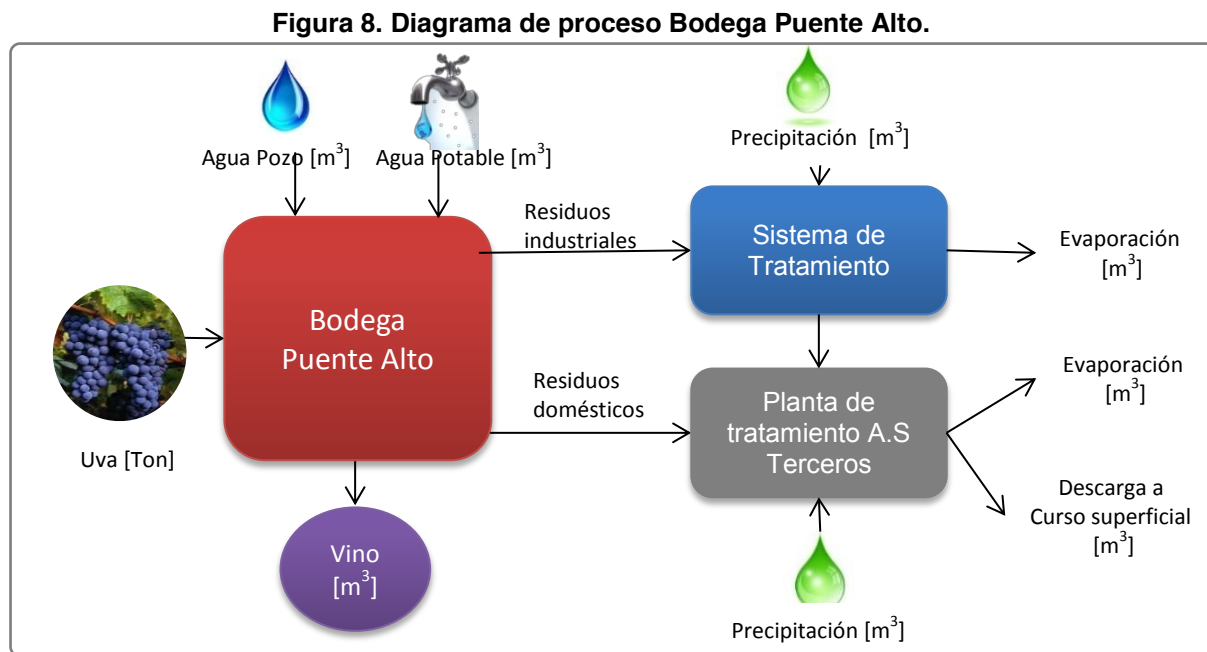 Figura 8. Diagrama de proceso Bodega Puente Alto.
Agua Pozo [m³]
Agua Potable [m³]
Precipitación [m³]
Residuos
industriales
Sistema de
Tratamiento
Evaporación
[m³]
Bodega
Puente Alto
Uva [Ton]
Residuos
domésticos
Planta de
tratamiento A.S
Terceros
Evaporación
[m³]
Descarga a
Curso superficial
[m³]
Vino
[m³]
Precipitación [m³]